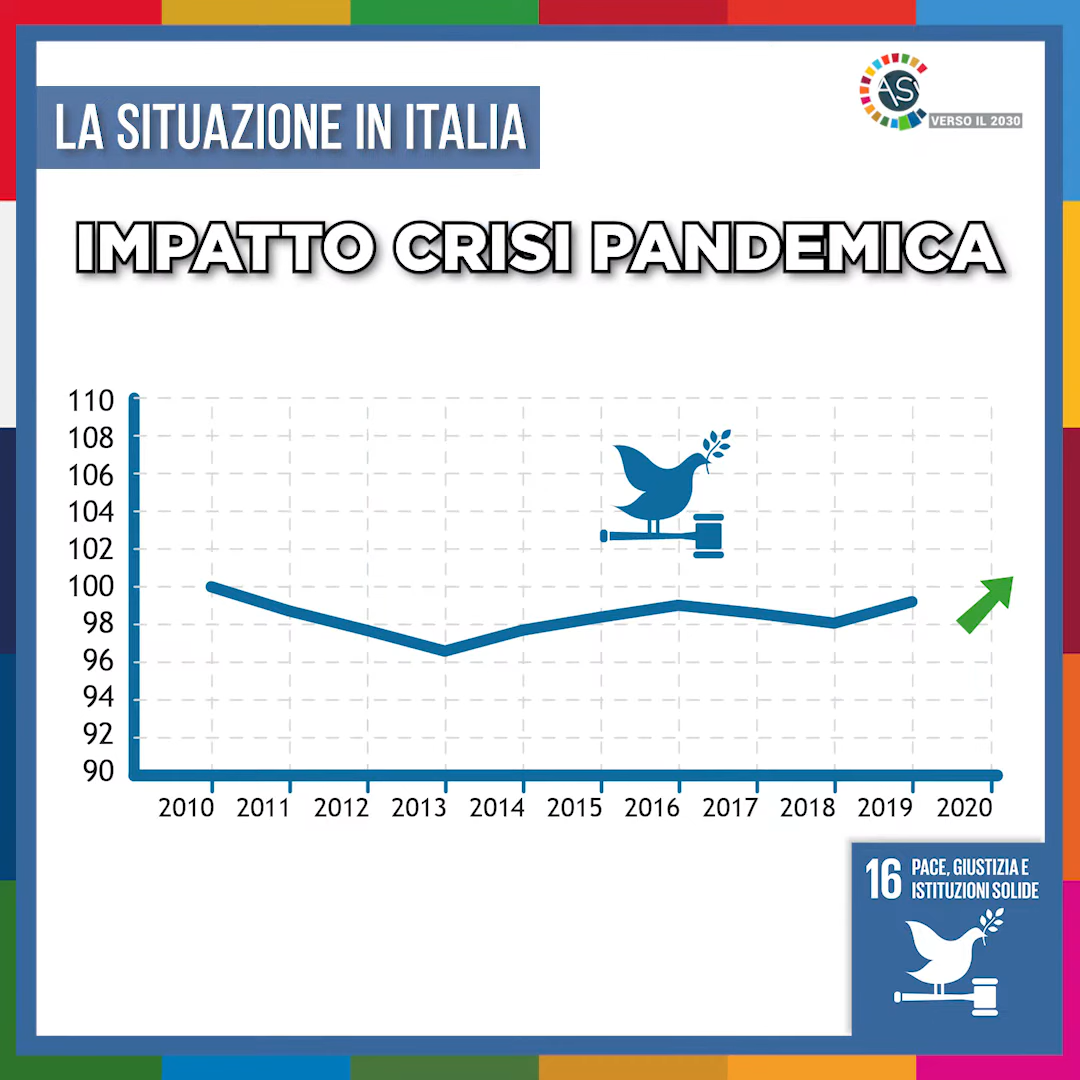 LA SITUAZIONE IN ITALIA
ASV
VERSO IL 2030
IMPATTO CRISI PANDEMICA
110
108
106
104
102
100
98
96
94
92
90
2010 2011 2012 2013 2014 2015 2016 2017 2018 2019 2020
16 PACE, GIUSTIZIA E
ISTITUZIONI SOLIDE